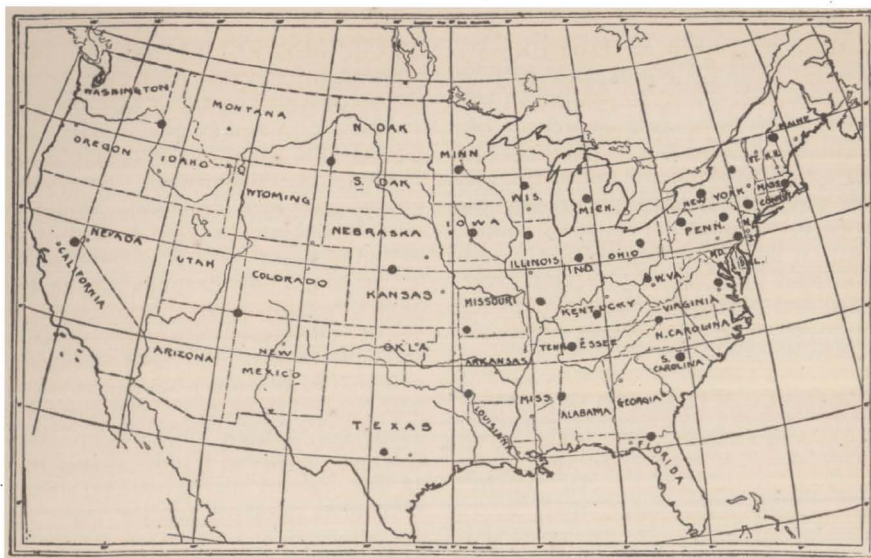 WASHINGTON
MONTANA
N DAK
MINN
MAINE
OREGON
IDAHO
WYOMING
S. DAK
WIS.
MICH.
NEW YORK
MASS
CONN
NEVADA
CALIFORNIA
UTAH
COLORADO
NEBRASKA
IOWA
ILLINOIS
IND.
OHIO
PENN.
N.
J.
MD.
DEL.
KANSAS
MISSOURI
KENTUCKY
W.VA.
VIRGINIA
ARIZONA
NEW
MEXICO
OKLA
ARKANSAS
TENNESSEE
N. CAROLINA
S.
CAROLINA
TEXAS
LOUISIANA
MISS.
ALABAMA
GEORGIA
FLORIDA